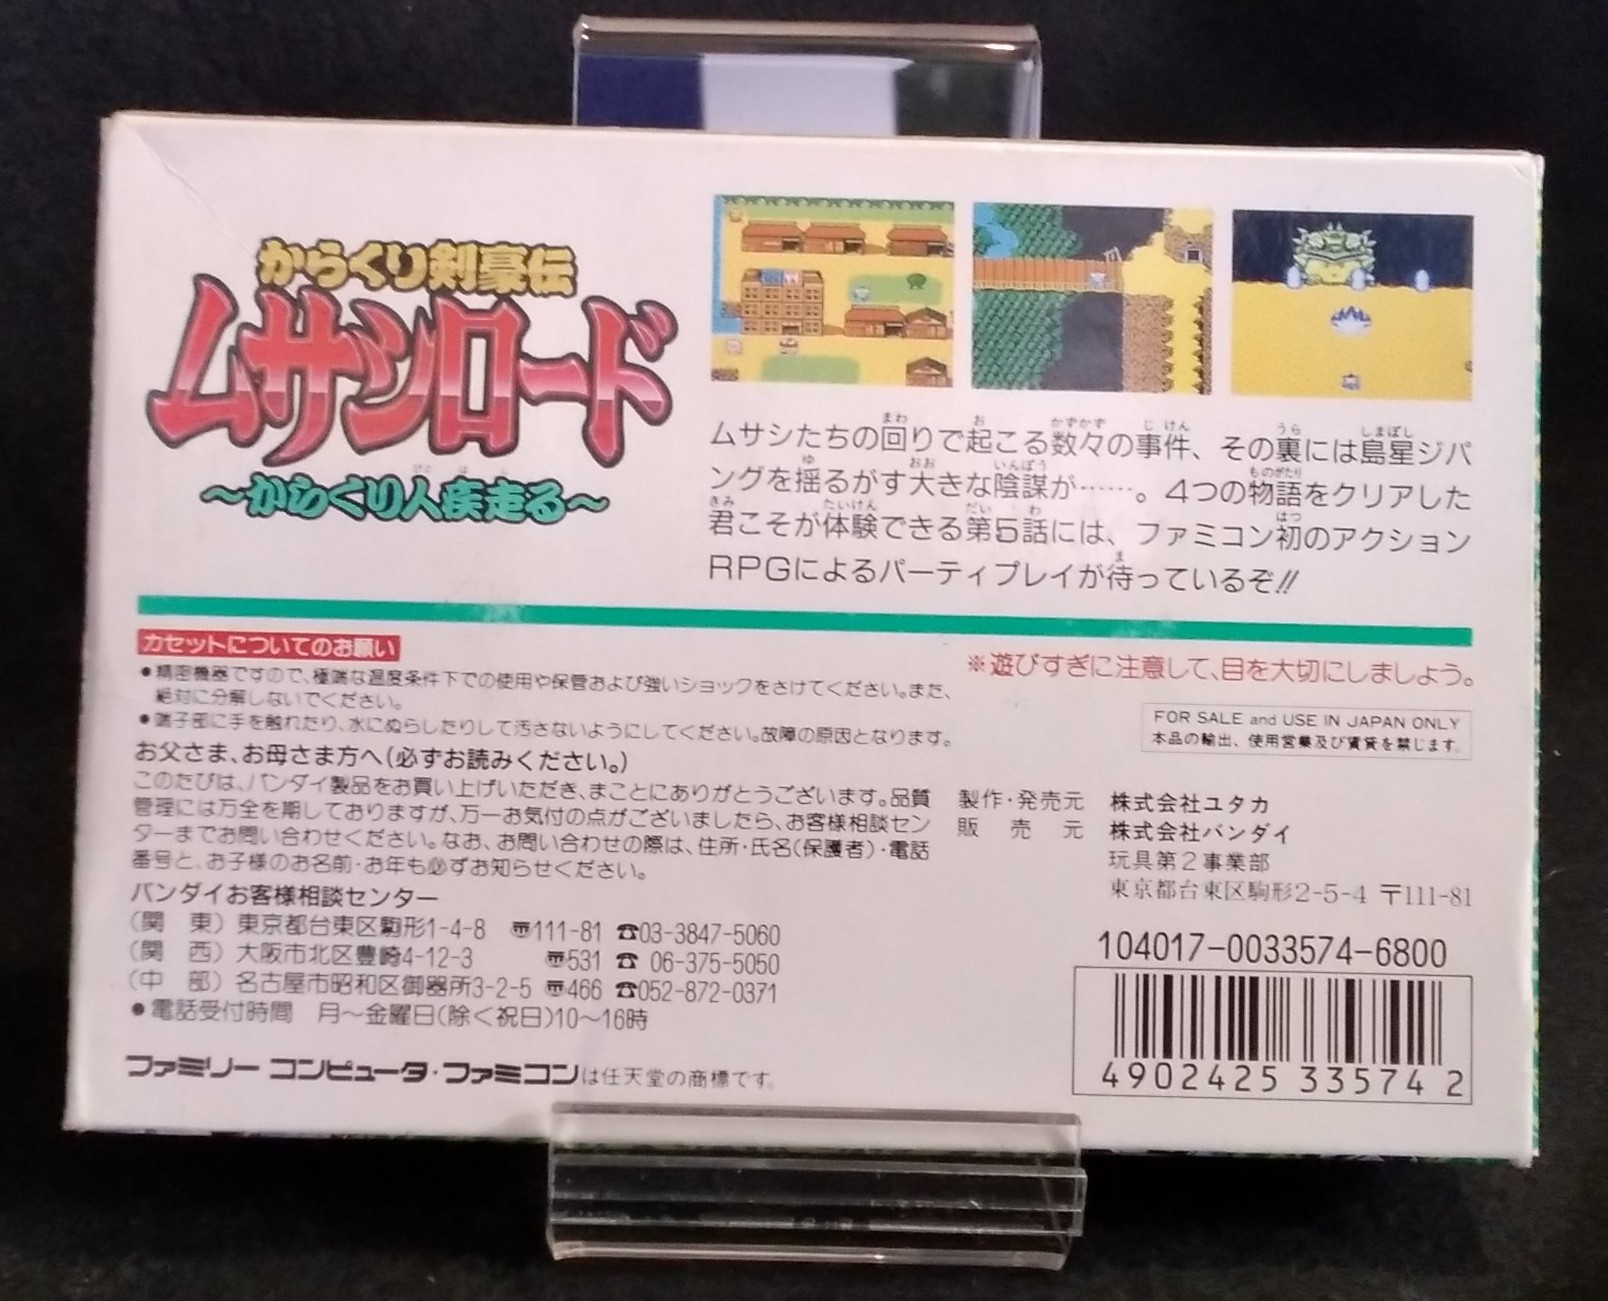 からくり剣豪伝
ムサシロード
～からくり人疾走る～
ムサシたちの回りで起こる数々の事件、その裏には島星ジパ
ングを揺るがす大きな陰謀が……。4つの物語をクリアした
君こそが体験できる第5話には、ファミコン初のアクション
RPGによるパーティプレイが待っているぞ!!
カセットについてのお願い
●精密機器ですので、極端な温度条件下での使用や保管および強いショックをさけてください。また、
絶対に分解しないでください。
●端子部に手を触れたり、水にぬらしたりして汚さないようにしてください。故障の原因となります。
お父さま、お母さま方へ(必ずお読みください。)
このたびは、バンダイ製品をお買い上げいただき、まことにありがとうございます。品質
管理には万全を期しておりますが、万一お気付の点がございましたら、お客様相談セン
ターまでお問い合わせください。なお、お問い合わせの際は、住所・氏名(保護者)・電話
番号と、お子様のお名前・お年も必ずお知らせください。
バンダイお客様相談センター
(関 東) 東京都台東区駒形1-4-8 〠111-81 ☎03-3847-5060
(関 西) 大阪市北区豊崎4-12-3 〠531 ☎ 06-375-5050
(中 部) 名古屋市昭和区御器所3-2-5 〠466 ☎052-872-0371
●電話受付時間 月～金曜日(除く祝日)10～16時
ファミリーコンピュータ・ファミコンは任天堂の商標です。
※遊びすぎに注意して、目を大切にしましょう。
FOR SALE and USE IN JAPAN ONLY
本品の輸出、使用営業及び賃貸を禁じます。
製作・発売元 株式会社ユタカ
販売元 株式会社バンダイ
玩具第2事業部
東京都台東区駒形2-5-4 〒111-81
104017-0033574-6800
4902425 335742